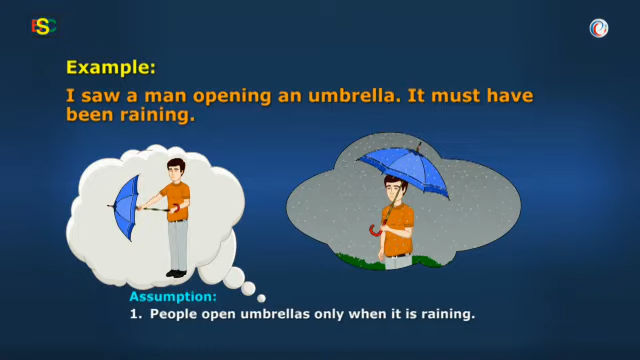 ESC
Example:
I saw a man opening an umbrella. It must have
been raining.
Assumption:
1. People open umbrellas only when it is raining.